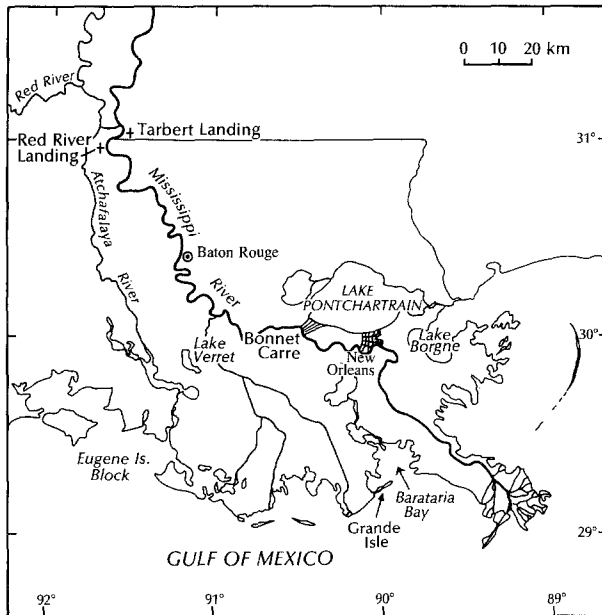 0 10 20 km
Red River
Tarbert Landing
Red River
Landing
31°
Atchafalaya
River
Mississippi
River
Baton Rouge
LAKE
PONTCHARTRAIN
Lake
Borgne
Bonnet
Carre
New
Orleans
30°
Lake
Verret
Eugene Is.
Block
Barataria
Bay
Grande
Isle
29°
GULF OF MEXICO
92°
91°
90°
89°